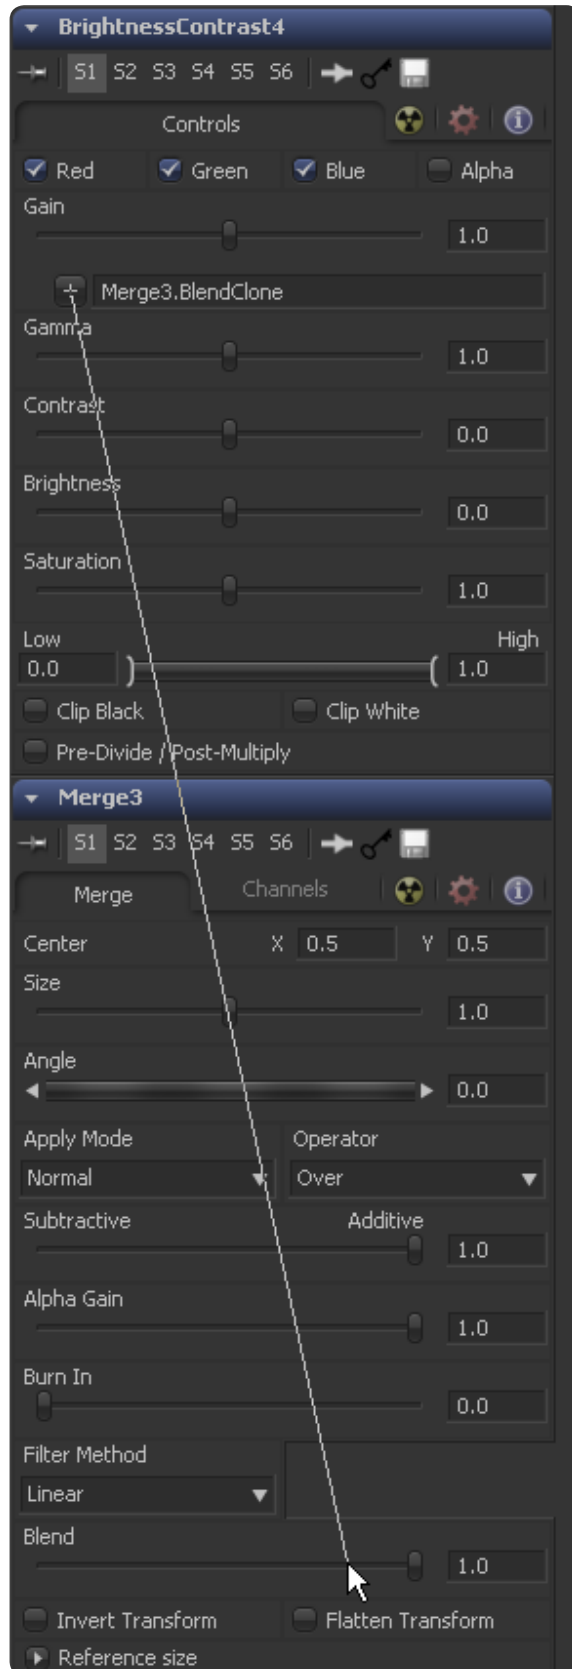 BrightnessContrast4
S1 S2 S3 S4 S5 S6
Controls
Red Green Blue Alpha
Gain
1.0
Merge3.BlendClone
Gamma
1.0
Contrast
0.0
Brightness
0.0
Saturation
1.0
Low High
0.0 1.0
Clip Black Clip White
Pre-Divide / Post-Multiply
Merge3
S1 S2 S3 S4 S5 S6
Merge Channels
Center X 0.5 Y 0.5
Size
1.0
Angle
0.0
Apply Mode Operator
Normal Over
Subtractive Additive
1.0
Alpha Gain
1.0
Burn In
0.0
Filter Method
Linear
Blend
1.0
Invert Transform Flatten Transform
Reference size